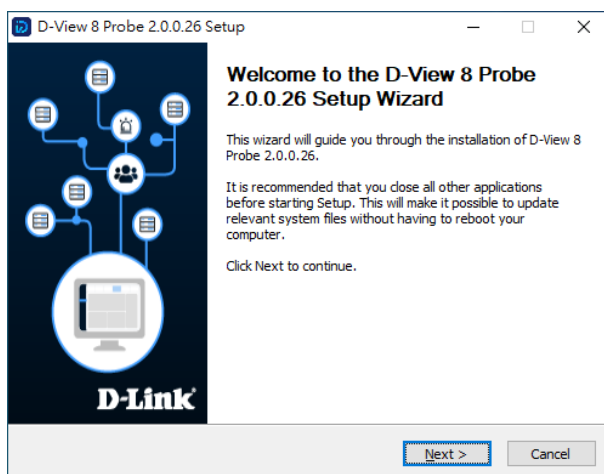 D-View 8 Probe 2.0.0.26 Setup
Welcome to the D-View 8 Probe
2.0.0.26 Setup Wizard
This wizard will guide you through the installation of D-View 8
Probe 2.0.0.26.
It is recommended that you close all other applications
before starting Setup. This will make it possible to update
relevant system files without having to reboot your
computer.
Click Next to continue.
D-Link
Next >
Cancel